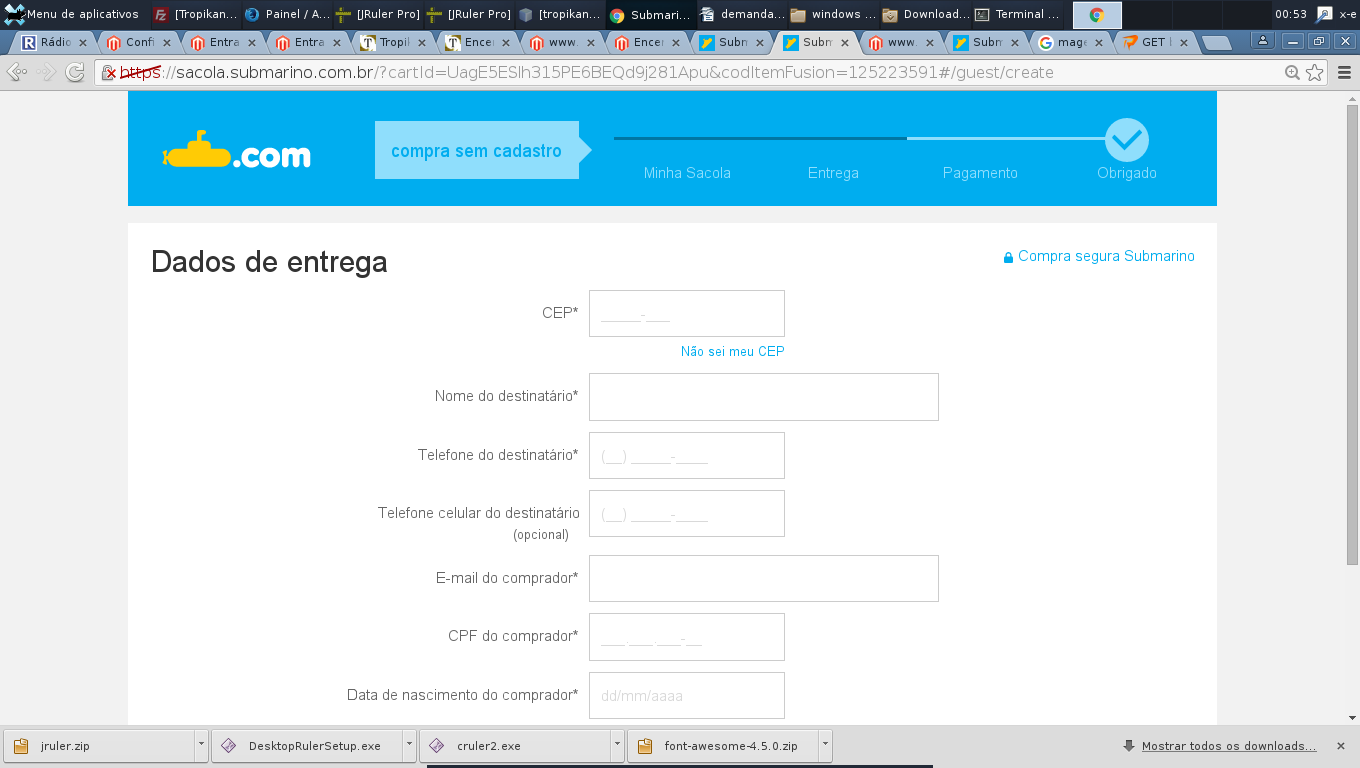 Menu de aplicativos [Tropikan... Painel / A... [JRuler Pro] [JRuler Pro] [tropikan... Submari... demanda... windows ... Download... Terminal ... 00:53 x-e
Rádio Confi Entra Entra Tropil Encer www. Encer Subm Subm www. Subm mage GET I
https://sacola.submarino.com.br/?cartId=UagE5ESlh315PE6BEQd9j281Apu&codItemFusion=125223591#/guest/create
.com
compra sem cadastro
Minha Sacola Entrega Pagamento Obrigado
Dados de entrega
Compra segura Submarino
CEP* _____-___
Não sei meu CEP
Nome do destinatário*
Telefone do destinatário* (__) _____-____
Telefone celular do destinatário (__) _____-____
(opcional)
E-mail do comprador*
CPF do comprador* ___.___.___-__
Data de nascimento do comprador* dd/mm/aaaa
jruler.zip DesktopRulerSetup.exe cruler2.exe font-awesome-4.5.0.zip Mostrar todos os downloads...